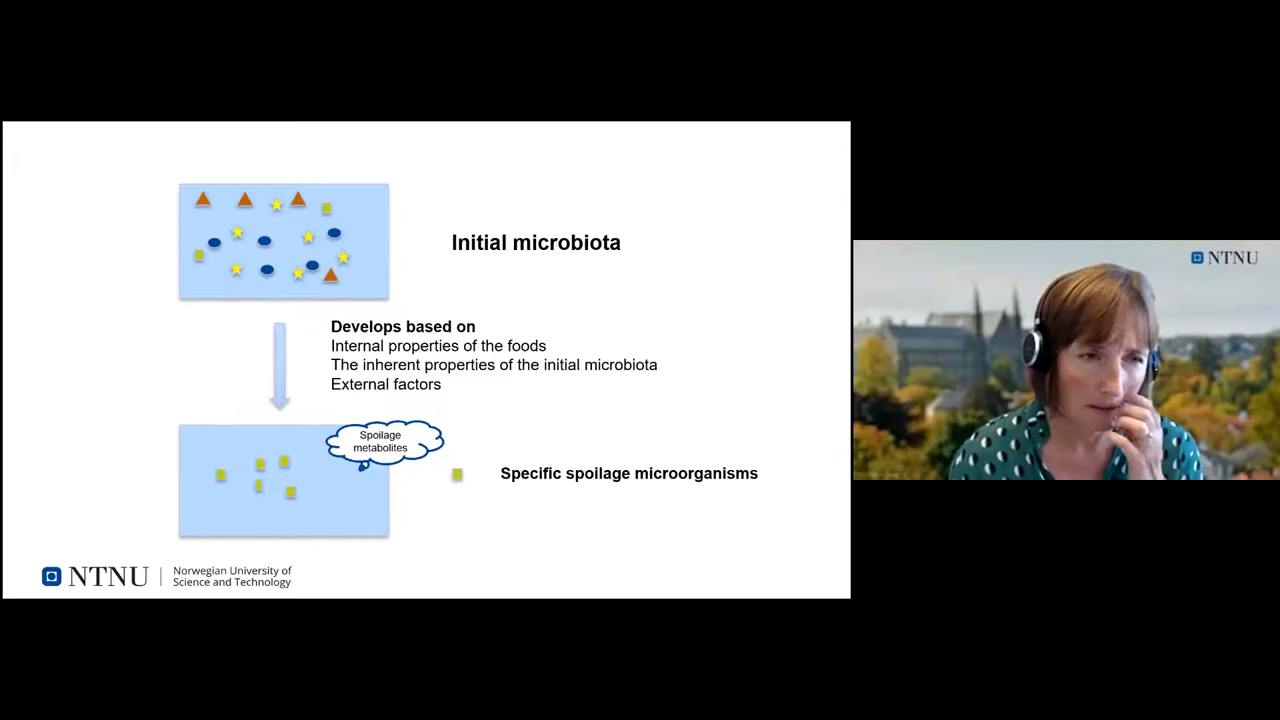 Initial microbiota
Develops based on
Internal properties of the foods
The inherent properties of the initial microbiota
External factors
Spoilage
metabolites
Specific spoilage microorganisms
NTNU
Norwegian University of
Science and Technology
NTNU